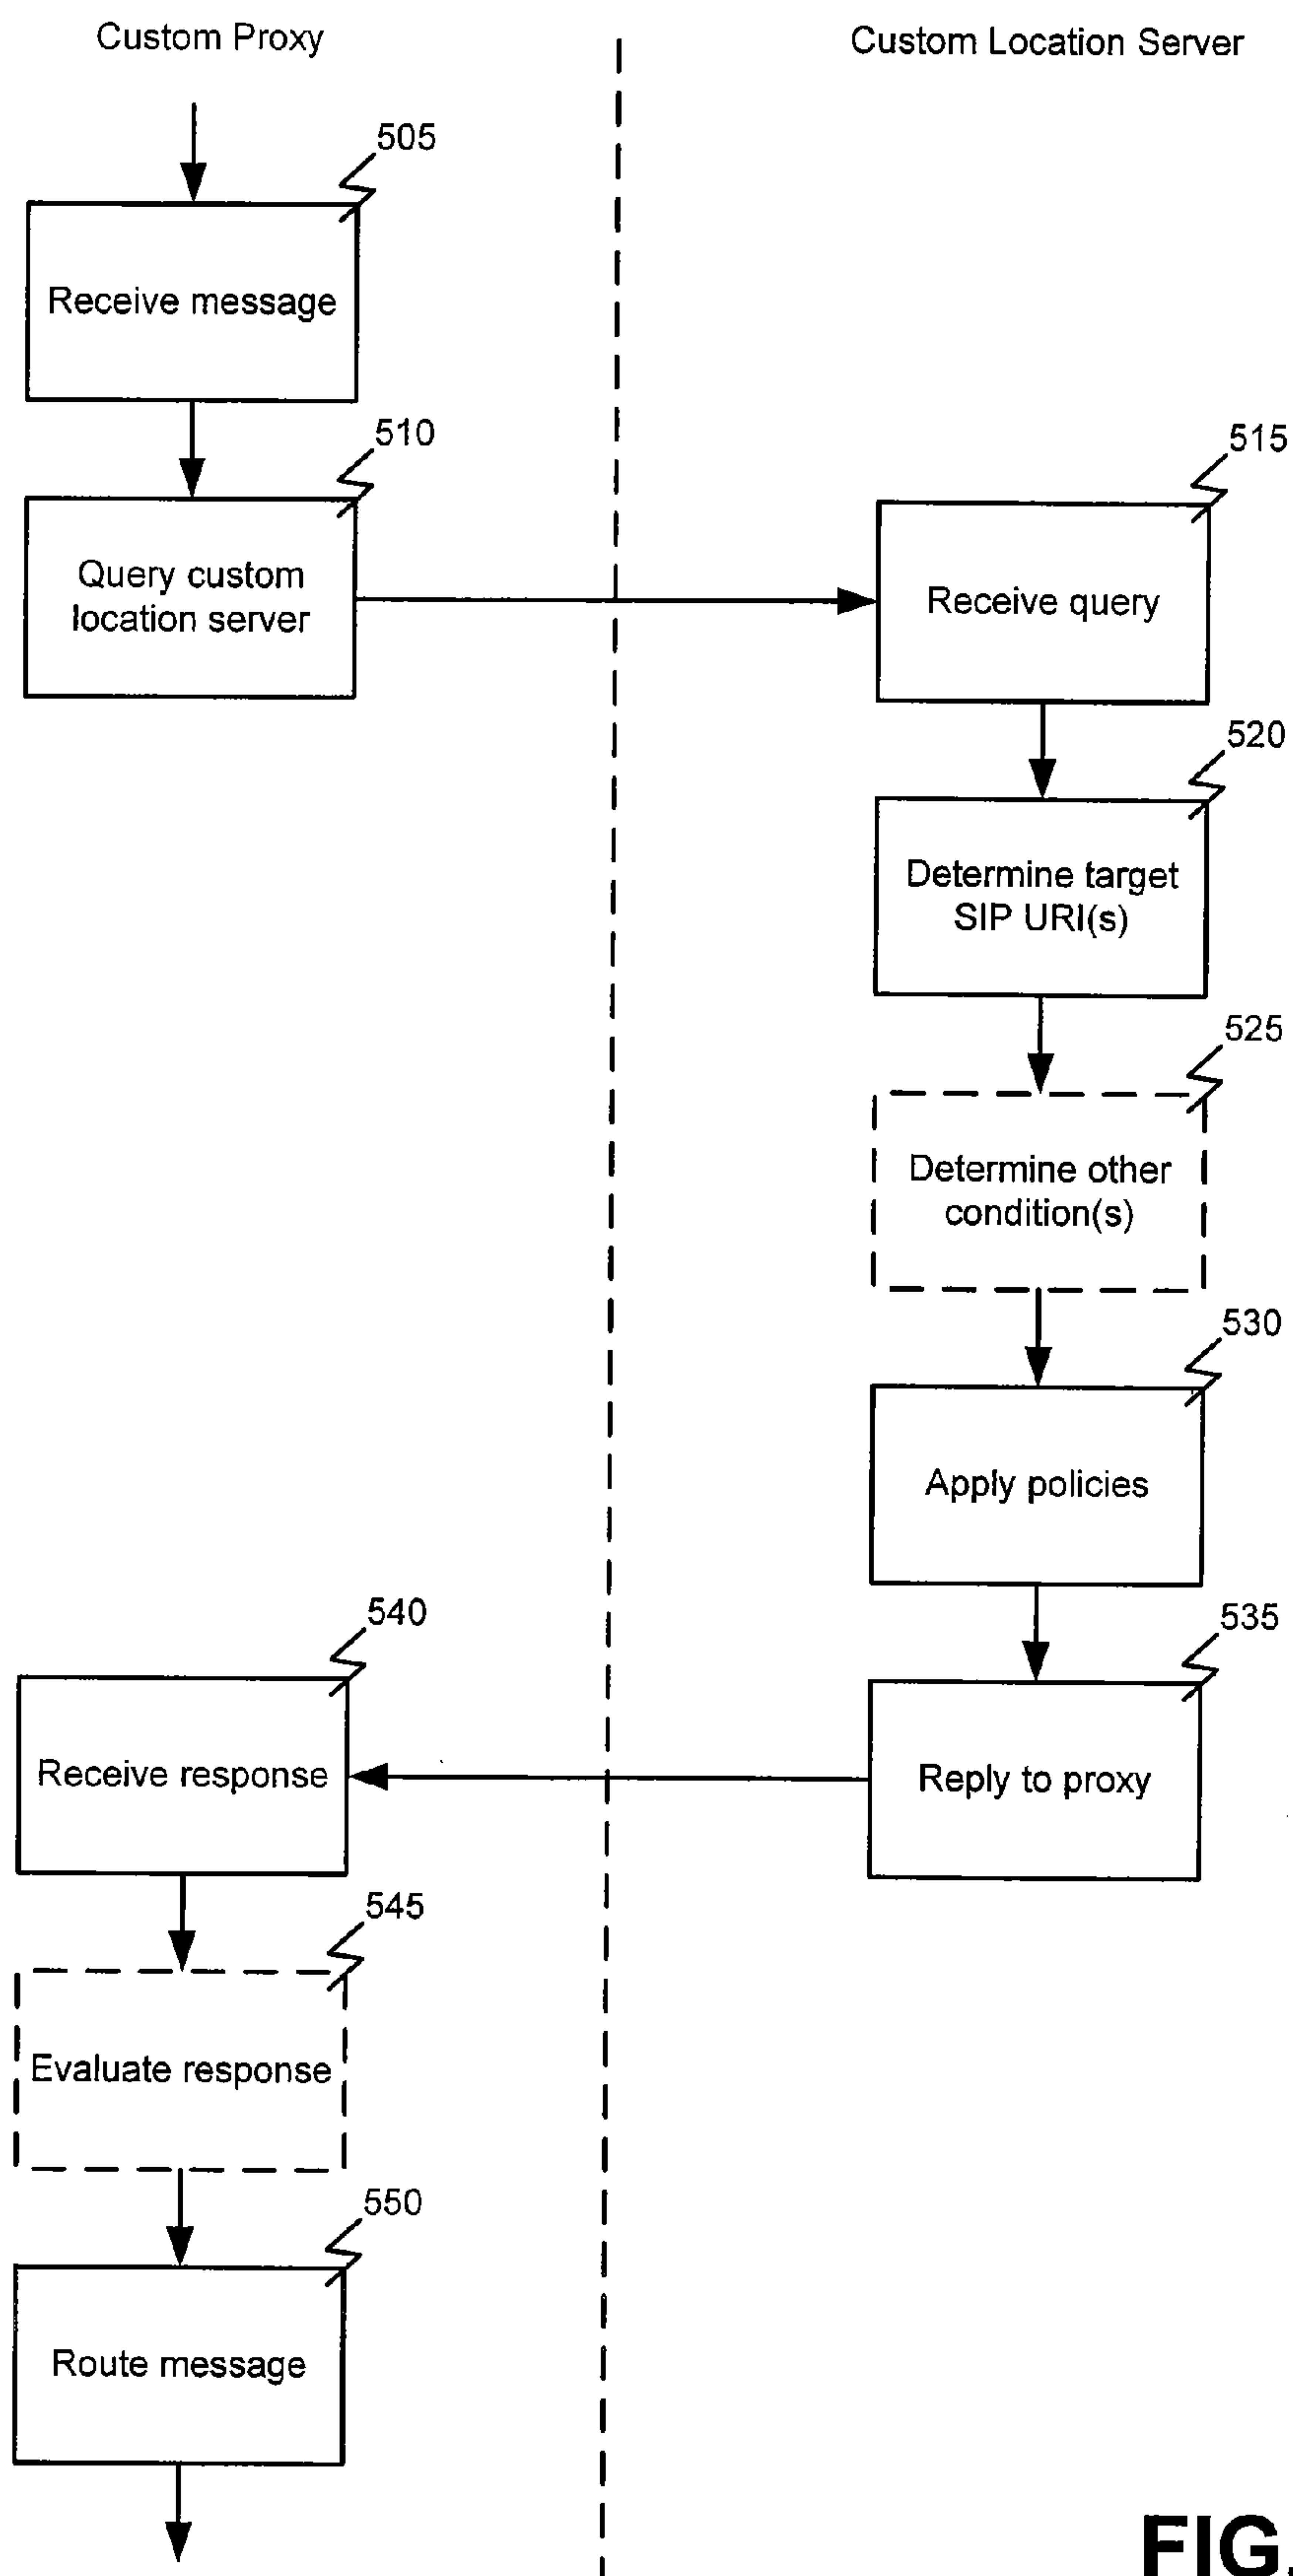 Custom Proxy
Custom Location Server
505
Receive message
510
Query custom
location server
515
Receive query
520
Determine target
SIP URI(s)
525
Determine other
condition(s)
530
Apply policies
535
Reply to proxy
540
Receive response
545
Evaluate response
550
Route message
FIG.